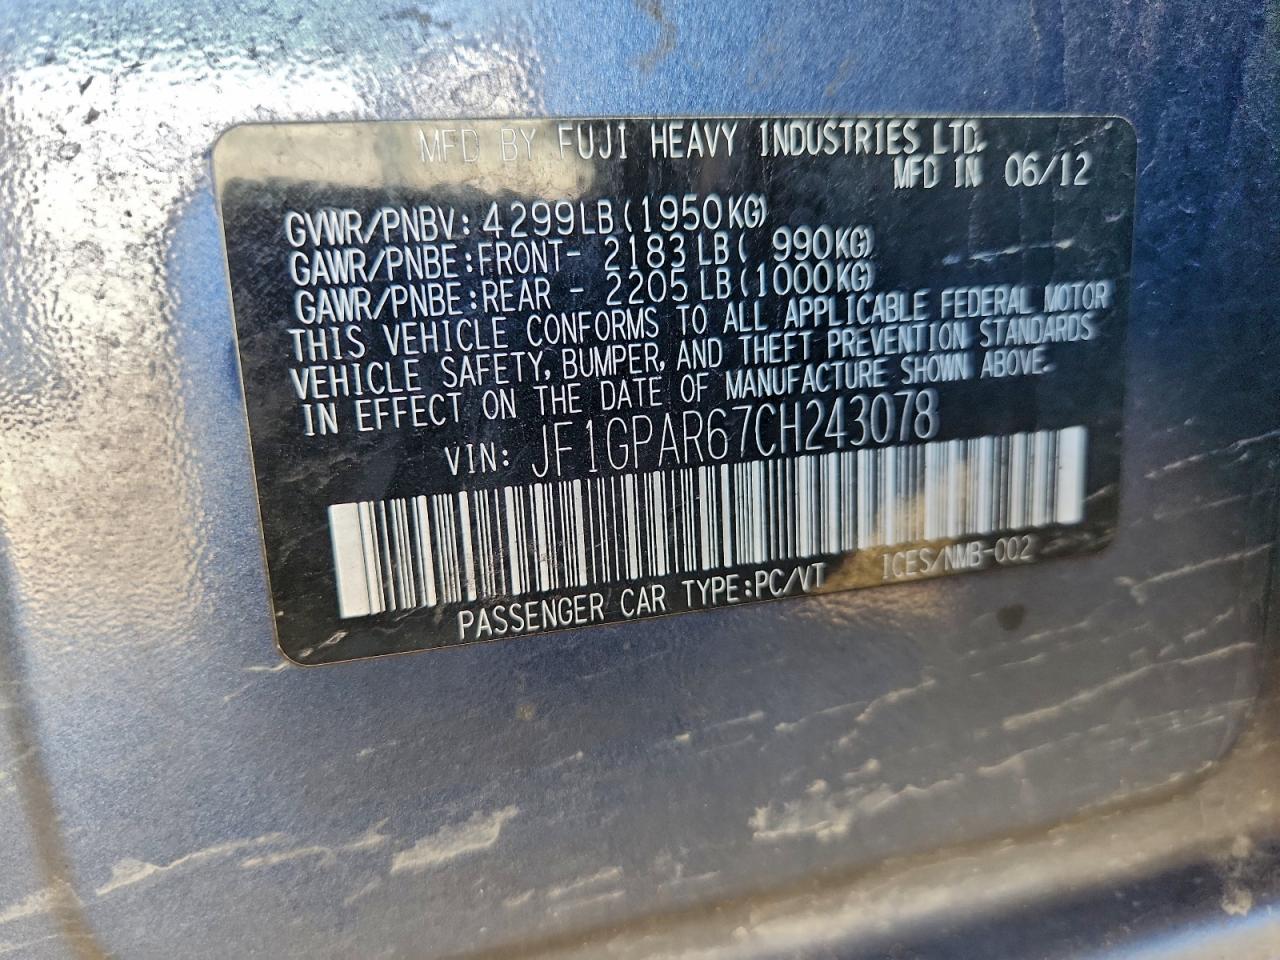 MFD BY FUJI HEAVY INDUSTRIES LTD.
MFD IN 06/12
GVWR/PNBV: 4299LB (1950KG)
GAWR/PNBE:FRONT- 2183LB( 990KG)
GAWR/PNBE:REAR - 2205LB(1000KG)
THIS VEHICLE CONFORMS TO ALL APPLICABLE FEDERAL MOTOR
VEHICLE SAFETY, BUMPER, AND THEFT PREVENTION STANDARDS
IN EFFECT ON THE DATE OF MANUFACTURE SHOWN ABOVE.
VIN: JF1GPAR67CH243078
PASSENGER CAR TYPE:PC/VT ICES/NMB-002